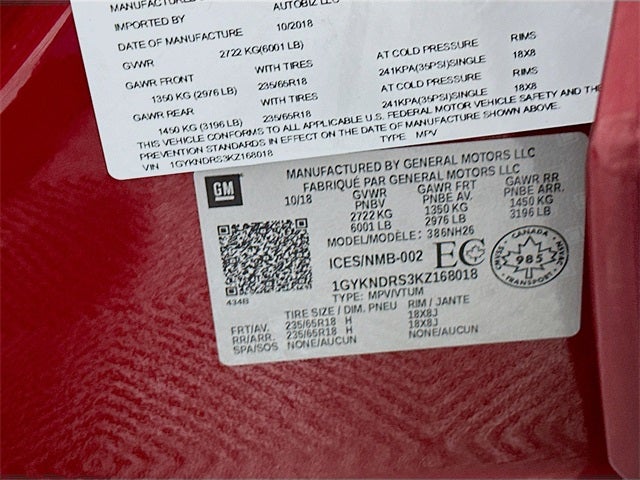 IMPORTED BY AUTOBIZ LLC
DATE OF MANUFACTURE 10/2018
GVWR 2722 KG(6001 LB)
GAWR FRONT WITH TIRES AT COLD PRESSURE RIMS
1350 KG (2976 LB) 235/65R18 241KPA(35PSI)SINGLE 18X8
GAWR REAR WITH TIRES AT COLD PRESSURE RIMS
1450 KG (3196 LB) 235/65R18 241KPA(35PSI)SINGLE 18X8
THIS VEHICLE CONFORMS TO ALL APPLICABLE U.S. FEDERAL MOTOR VEHICLE SAFETY AND THE
PREVENTION STANDARDS IN EFFECT ON THE DATE OF MANUFACTURE SHOWN ABOVE.
VIN 1GYKNDRS3KZ168018 TYPE MPV
GM
MANUFACTURED BY GENERAL MOTORS LLC
FABRIQUÉ PAR GENERAL MOTORS LLC
10/18 GVWR GAWR FRT GAWR RR
PNBV PNBE AV. PNBE ARR.
2722 KG 1350 KG 1450 KG
6001 LB 2976 LB 3196 LB
MODEL/MODÈLE: 386NH26
ICES/NMB-002 EC
CANADA
985
TRANSPORT
1GYKNDRS3KZ168018
434B
TYPE: MPV/VTUM
TIRE SIZE / DIM. PNEU RIM / JANTE
FRT/AV. 235/65R18 H 18X8J
RR/ARR. 235/65R18 H 18X8J
SPA/SOS NONE/AUCUN NONE/AUCUN